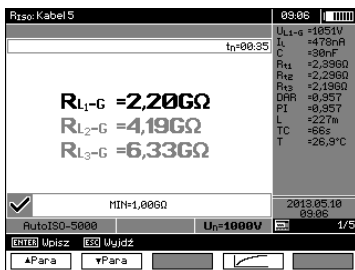 RISO: Kabel 5 09:06
tn=00:35
RL1-G =2,20GΩ
RL2-G =4,19GΩ
RL3-G =6,33GΩ
MIN=1,00GΩ
UL1-G =1051V
IL =478nA
C =30nF
Rt1 =2,39GΩ
Rt2 =2,29GΩ
Rt3 =2,19GΩ
DAR =0,957
PI =0,957
L =227m
TC =66s
T =26,9°C
2013.05.10
09:06
AutoISO-5000 Un=1000V 1/5
ENTER Wpisz ESC Wyjdź
▲Para ▼Para